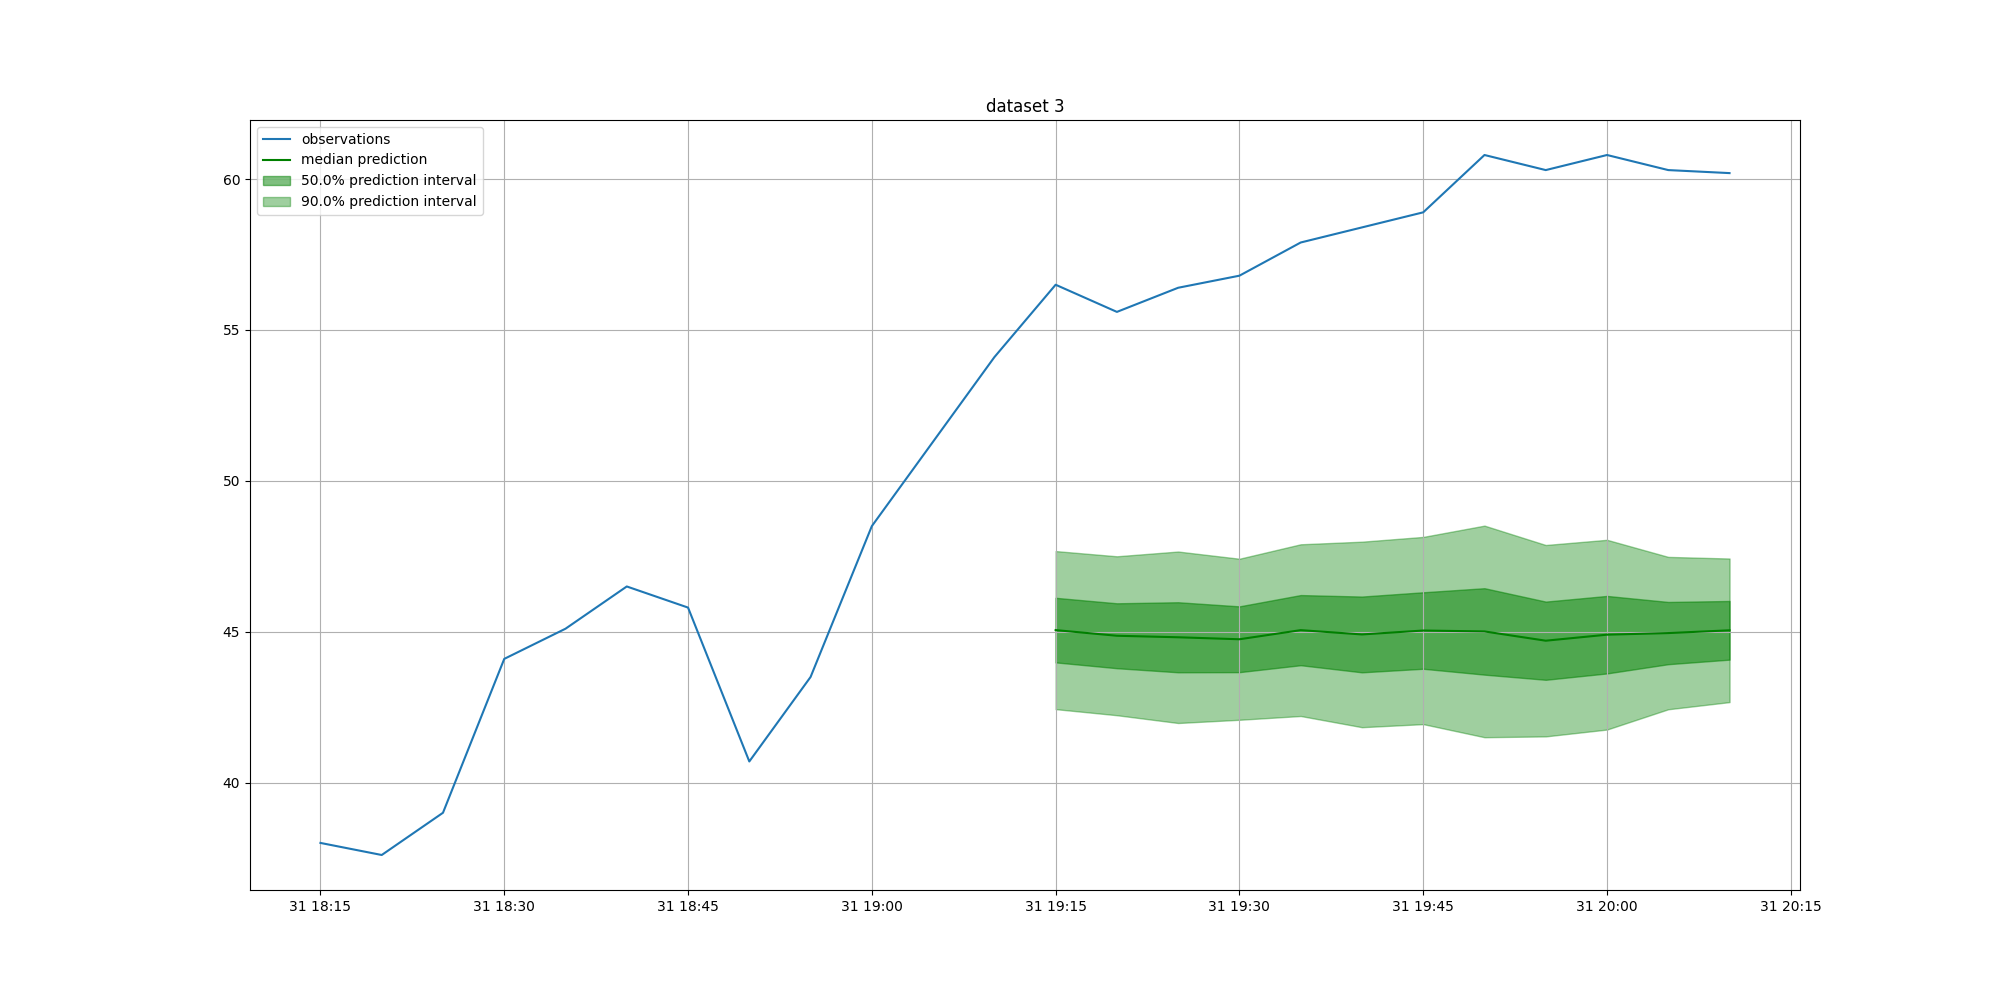 dataset 3
observations
median prediction
50.0% prediction interval
90.0% prediction interval
60
55
50
45
40
31 18:15 31 18:30 31 18:45 31 19:00 31 19:15 31 19:30 31 19:45 31 20:00 31 20:15